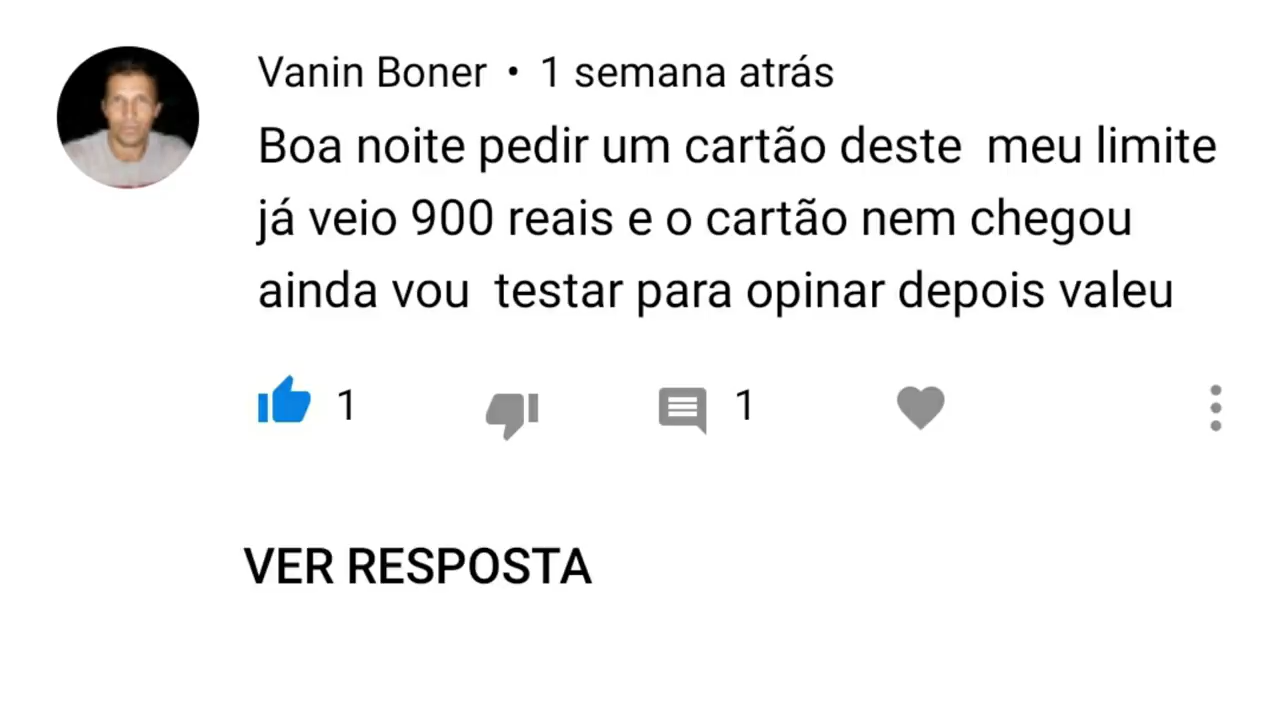 Vanin Boner • 1 semana atrás
Boa noite pedir um cartão deste  meu limite
já veio 900 reais e o cartão nem chegou
ainda vou  testar para opinar depois valeu
1 1
VER RESPOSTA